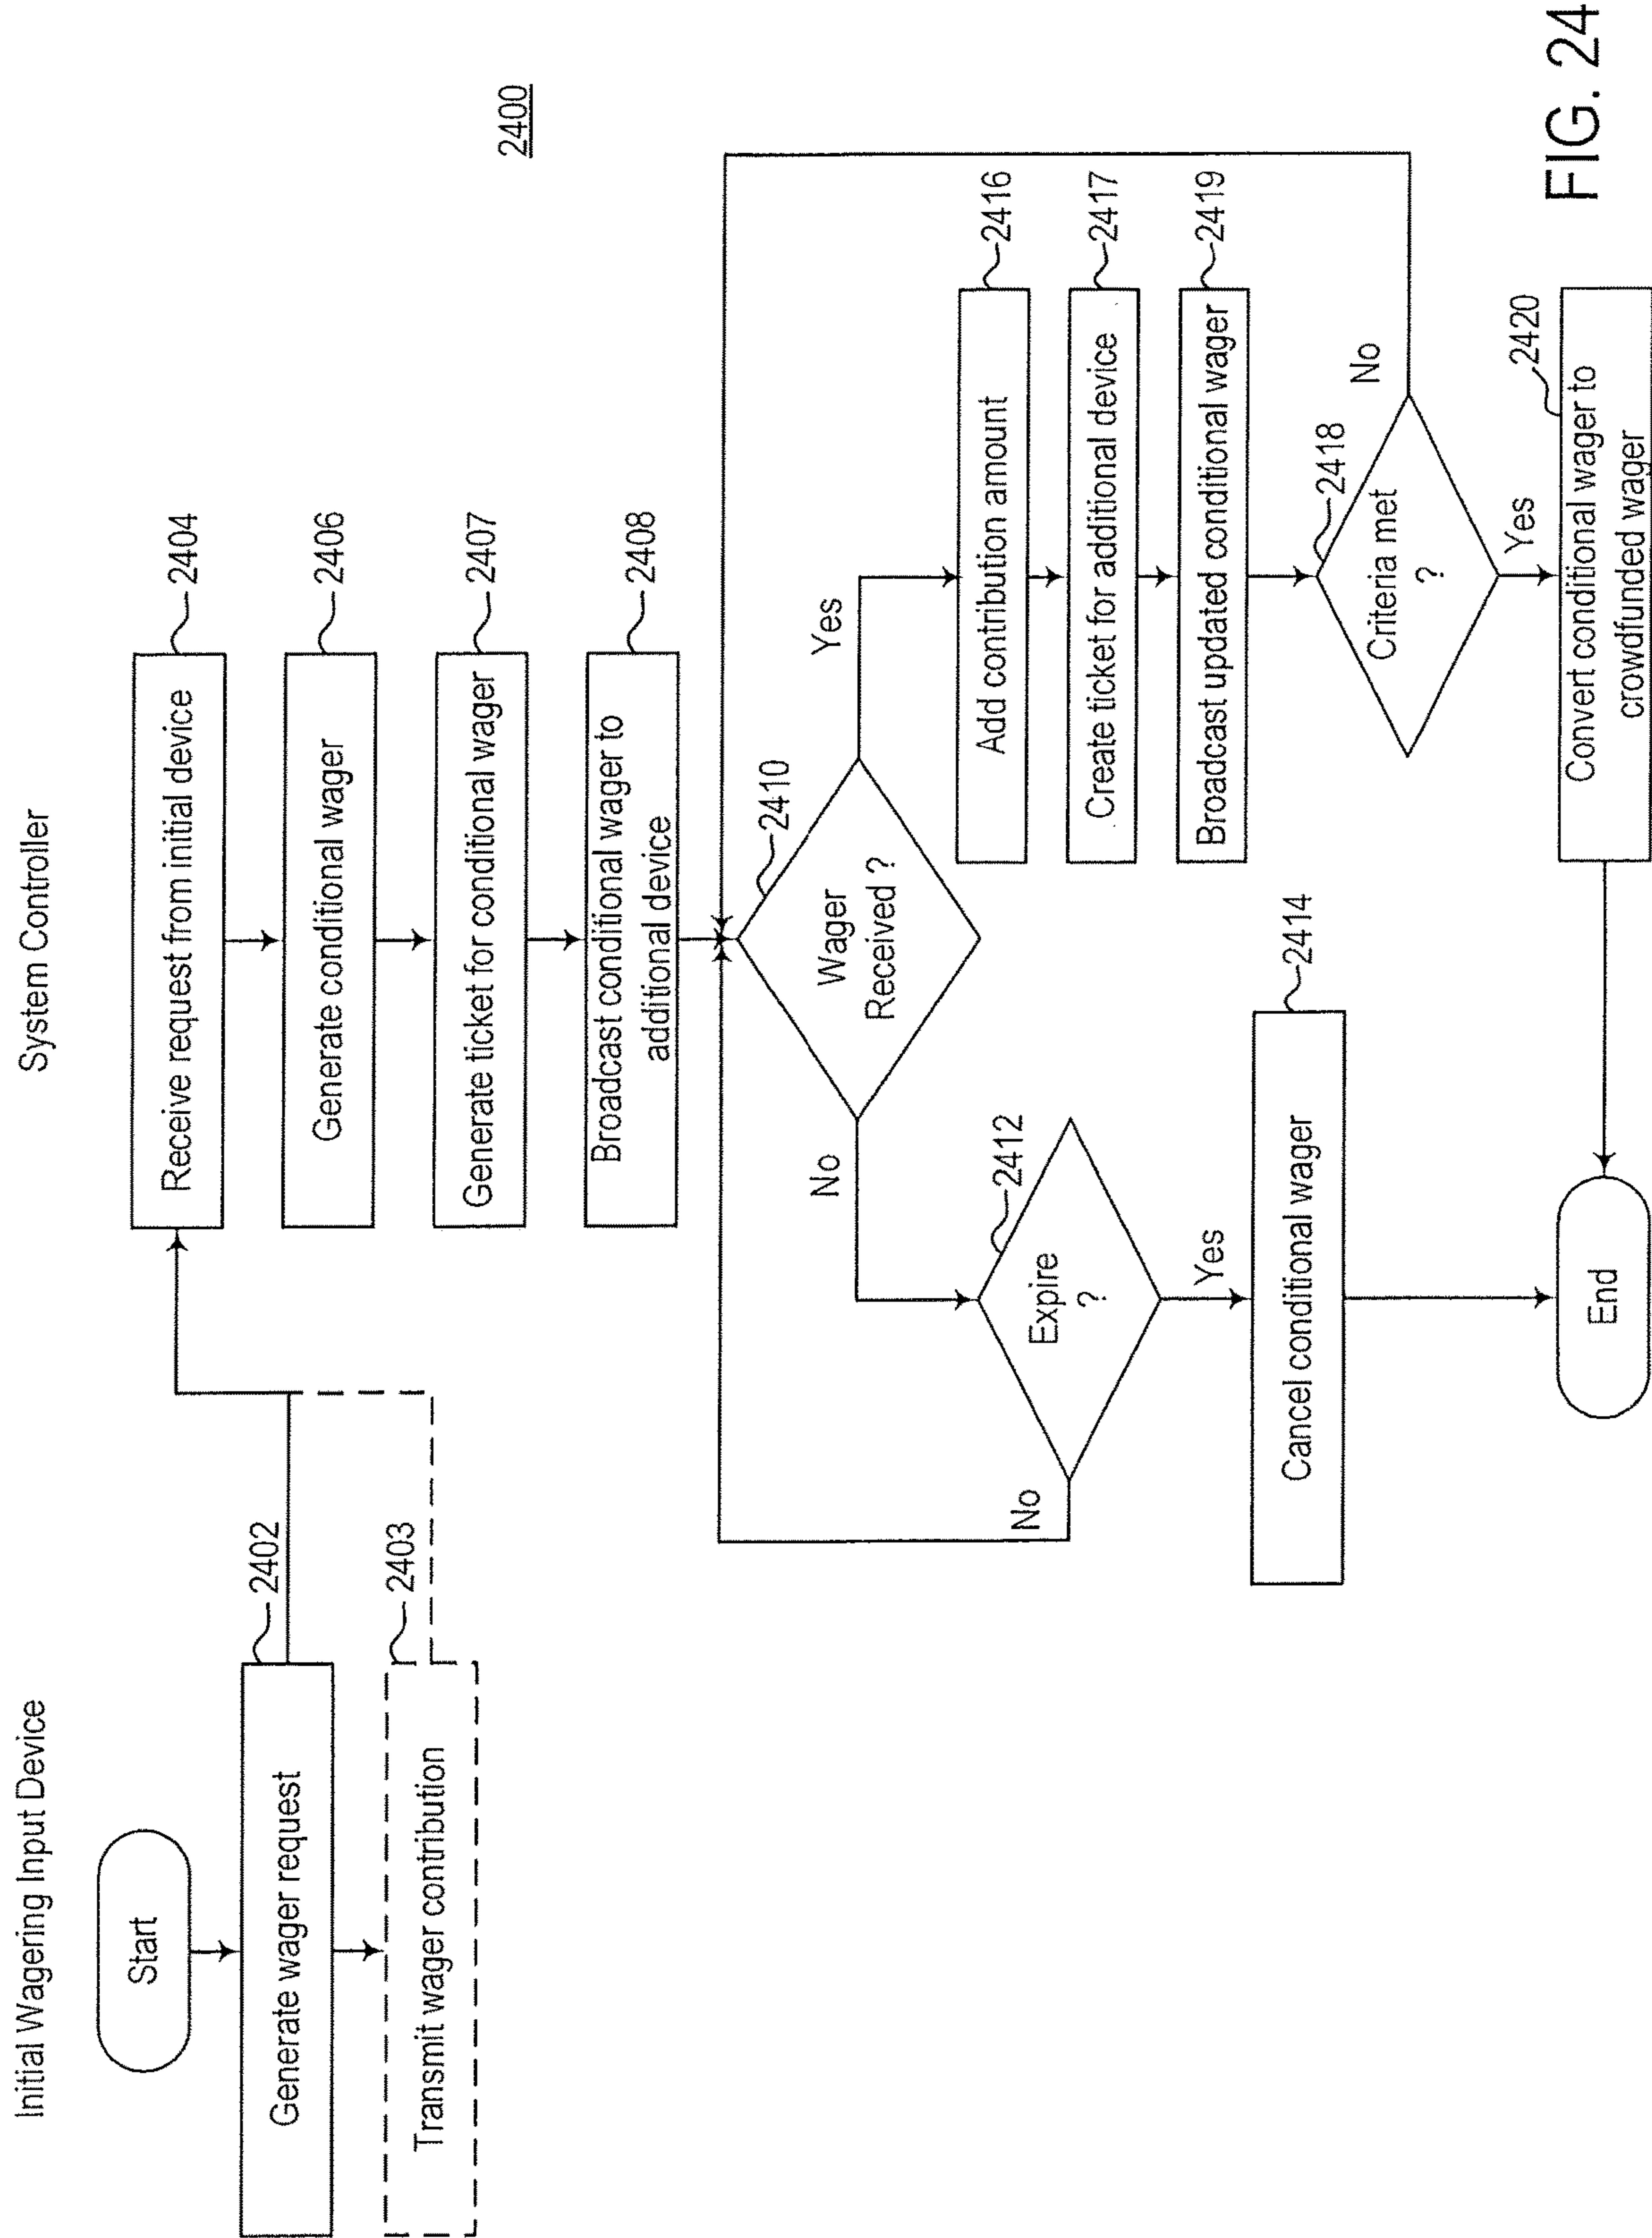 Initial Wagering Input Device
System Controller
2400
Start
Generate wager request
2402
Transmit wager contribution
2403
Receive request from initial device
2404
Generate conditional wager
2406
Generate ticket for conditional wager
2407
Broadcast conditional wager to
additional device
2408
Wager
Received ?
2410
No
Yes
Expire
?
2412
No
Yes
Cancel conditional wager
2414
Add contribution amount
2416
Create ticket for additional device
2417
Broadcast updated conditional wager
2419
Criteria met
?
2418
No
Yes
Convert conditional wager to
crowdfunded wager
2420
End
FIG. 24